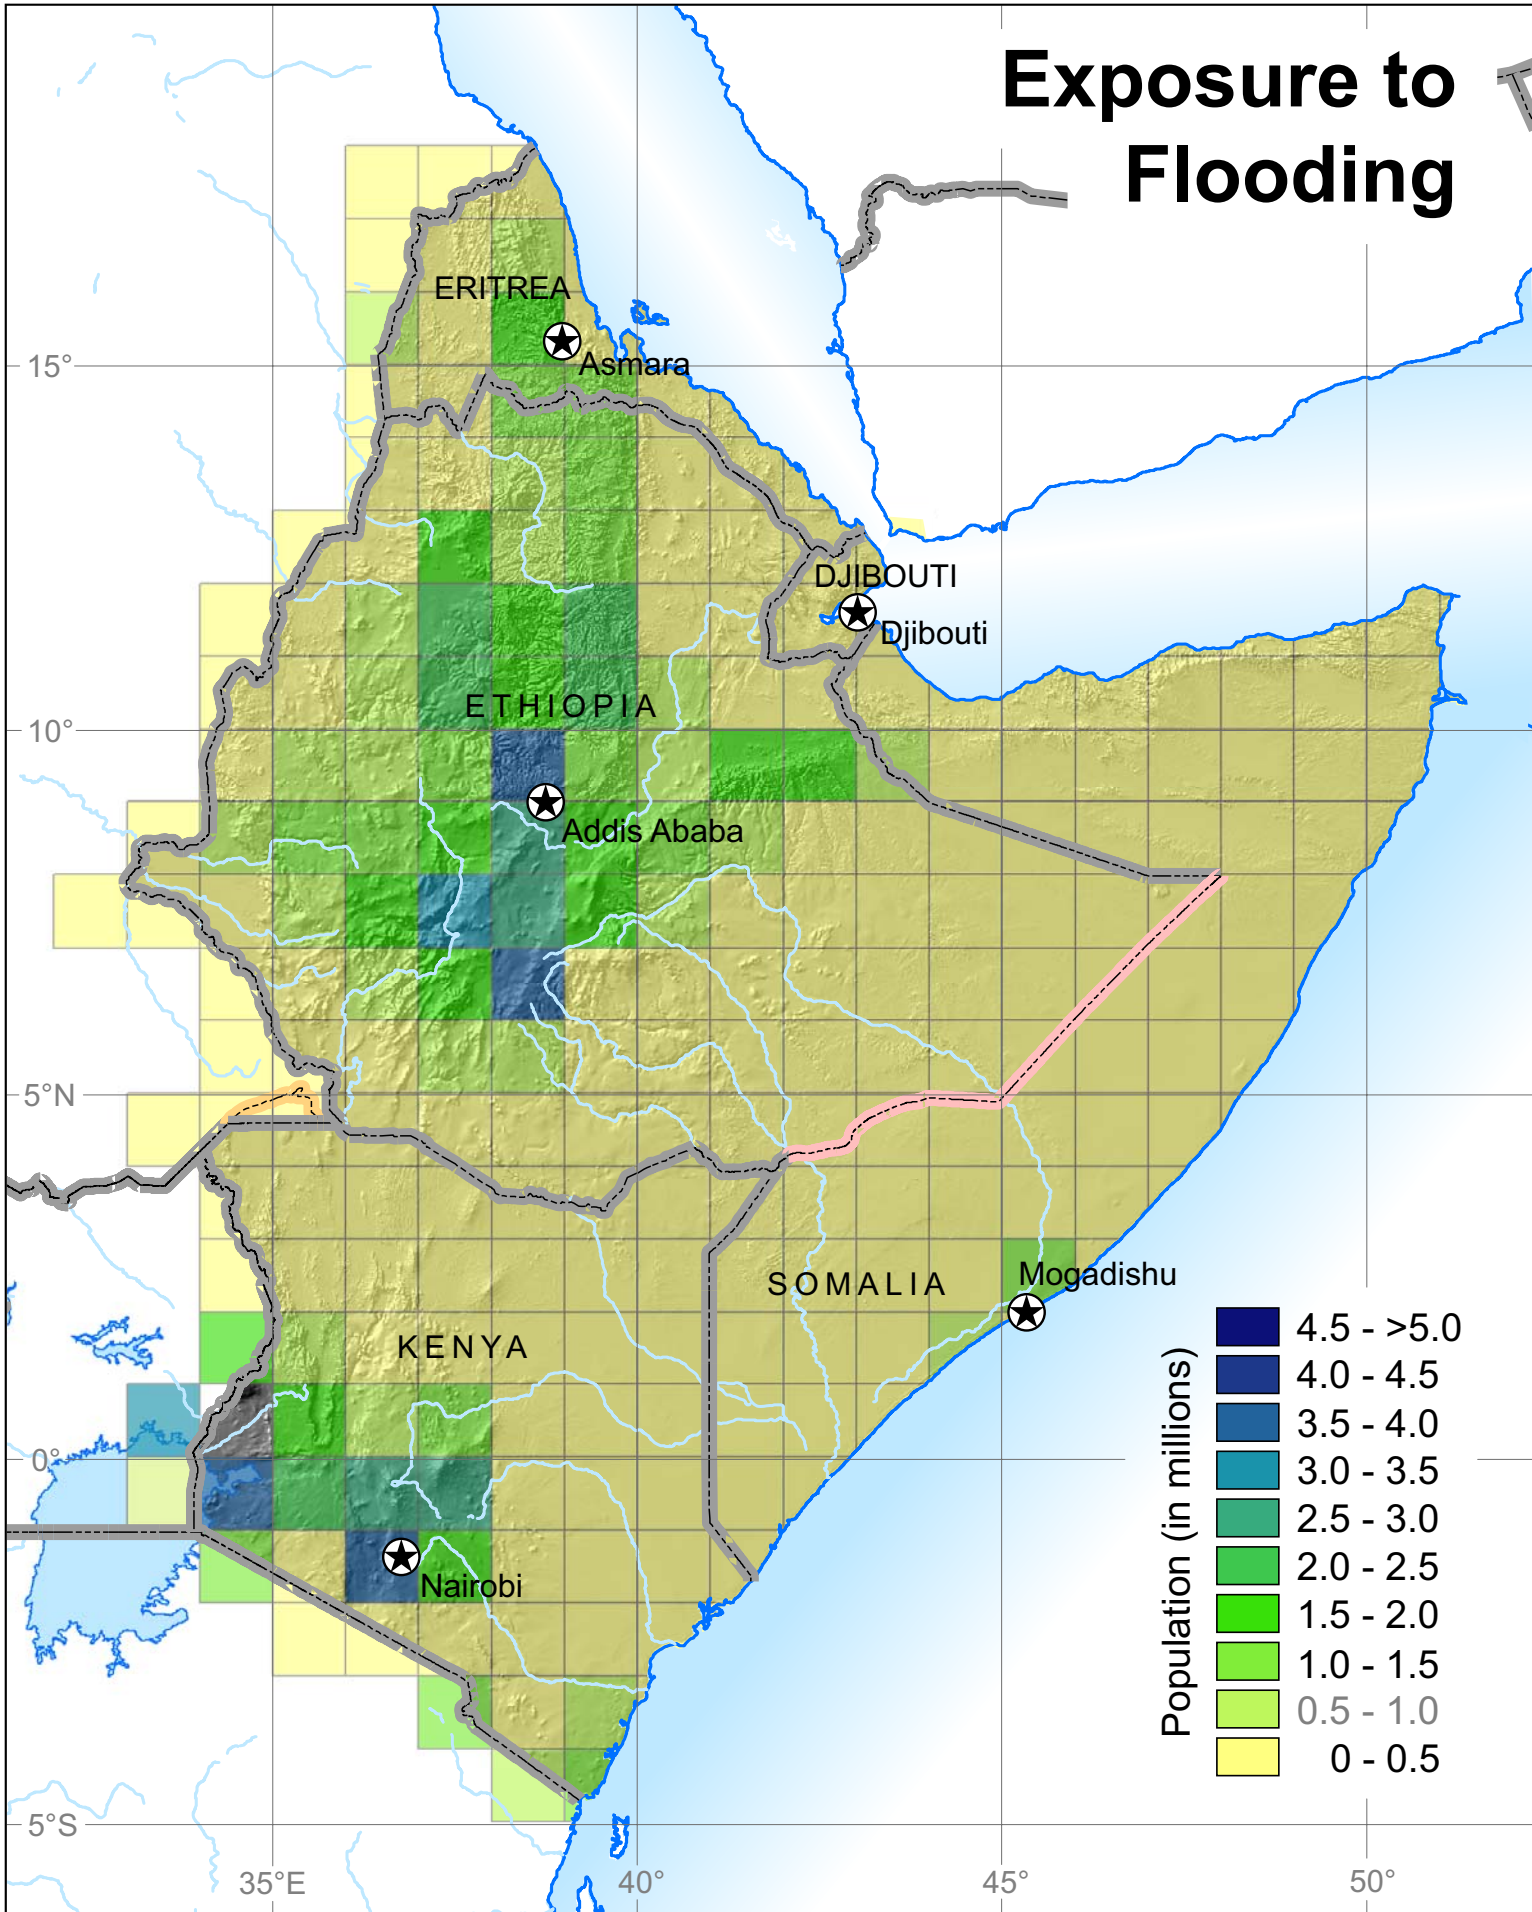 Exposure to
Flooding
ERITREA
Asmara
15°
DJIBOUTI
Djibouti
ETHIOPIA
10°
Addis Ababa
5°N
SOMALIA
Mogadishu
KENYA
0°
Nairobi
Population (in millions)
4.5 - >5.0
4.0 - 4.5
3.5 - 4.0
3.0 - 3.5
2.5 - 3.0
2.0 - 2.5
1.5 - 2.0
1.0 - 1.5
0.5 - 1.0
0 - 0.5
5°S
35°E 40° 45° 50°